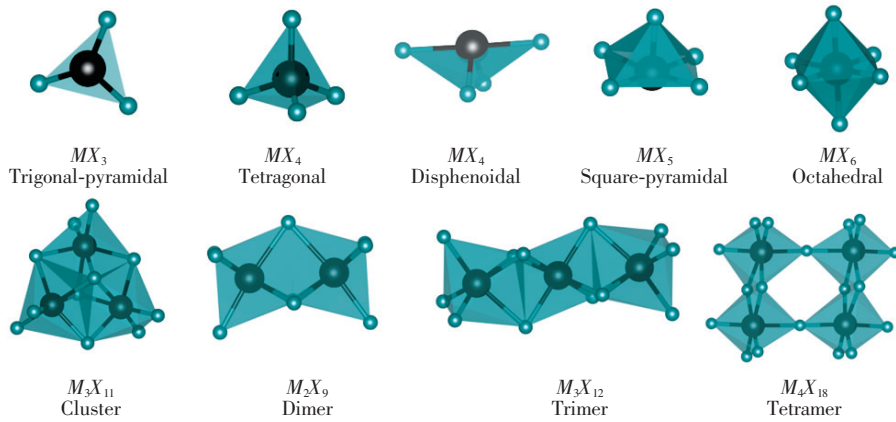 MX₃ MX₄ MX₄ MX₅ MX₆
Trigonal-pyramidal Tetragonal Disphenoidal Square-pyramidal Octahedral
M₃X₁₁ M₂X₉ M₃X₁₂ M₄X₁₈
Cluster Dimer Trimer Tetramer